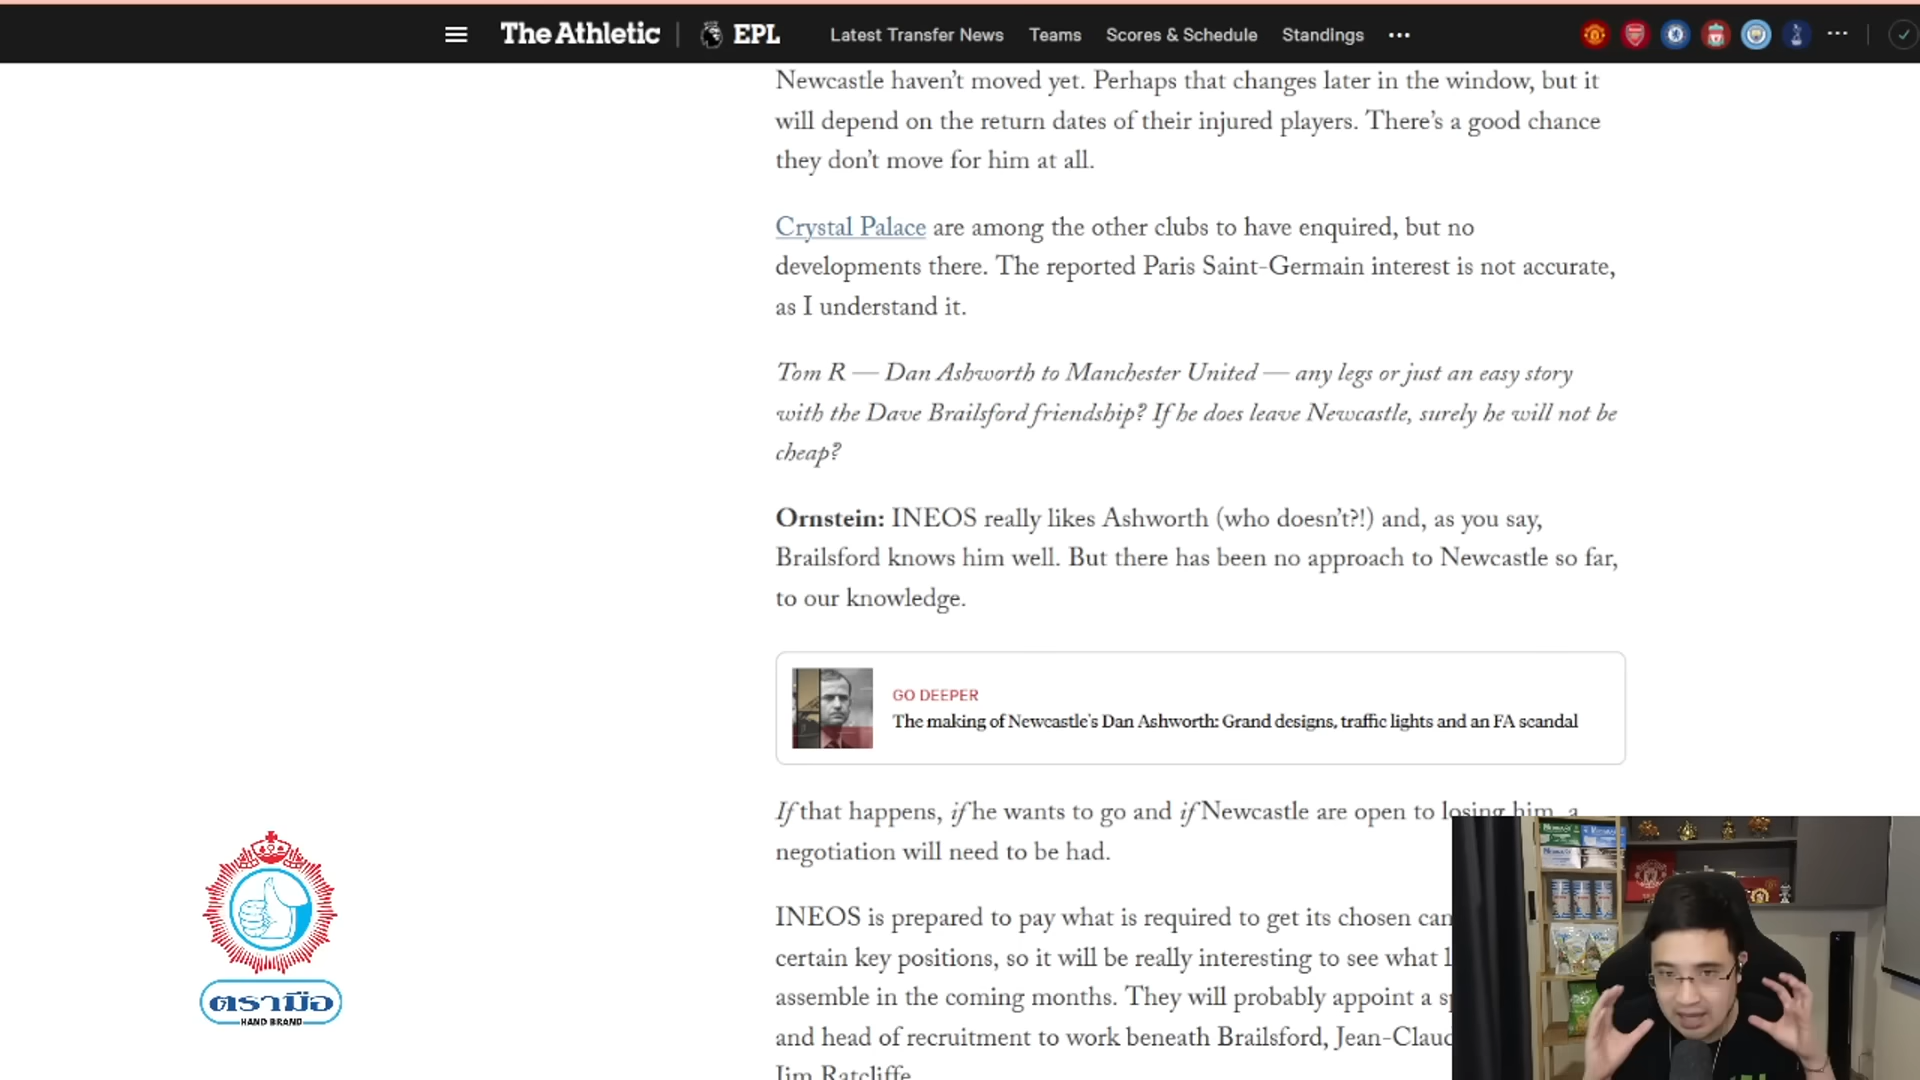 The Athletic
EPL
Latest Transfer News
Teams
Scores & Schedule
Standings
Newcastle haven’t moved yet. Perhaps that changes later in the window, but it
will depend on the return dates of their injured players. There’s a good chance
they don’t move for him at all.
Crystal Palace are among the other clubs to have enquired, but no
developments there. The reported Paris Saint-Germain interest is not accurate,
as I understand it.
Tom R — Dan Ashworth to Manchester United — any legs or just an easy story
with the Dave Brailsford friendship? If he does leave Newcastle, surely he will not be
cheap?
Ornstein: INEOS really likes Ashworth (who doesn’t?!) and, as you say,
Brailsford knows him well. But there has been no approach to Newcastle so far,
to our knowledge.
GO DEEPER
The making of Newcastle’s Dan Ashworth: Grand designs, traffic lights and an FA scandal
If that happens, if he wants to go and if Newcastle are open to losing him, a
negotiation will need to be had.
INEOS is prepared to pay what is required to get its chosen can
certain key positions, so it will be really interesting to see what
assemble in the coming months. They will probably appoint a
and head of recruitment to work beneath Brailsford, Jean-Clau
Jim Ratcliffe
ตรามือ
HAND BRAND